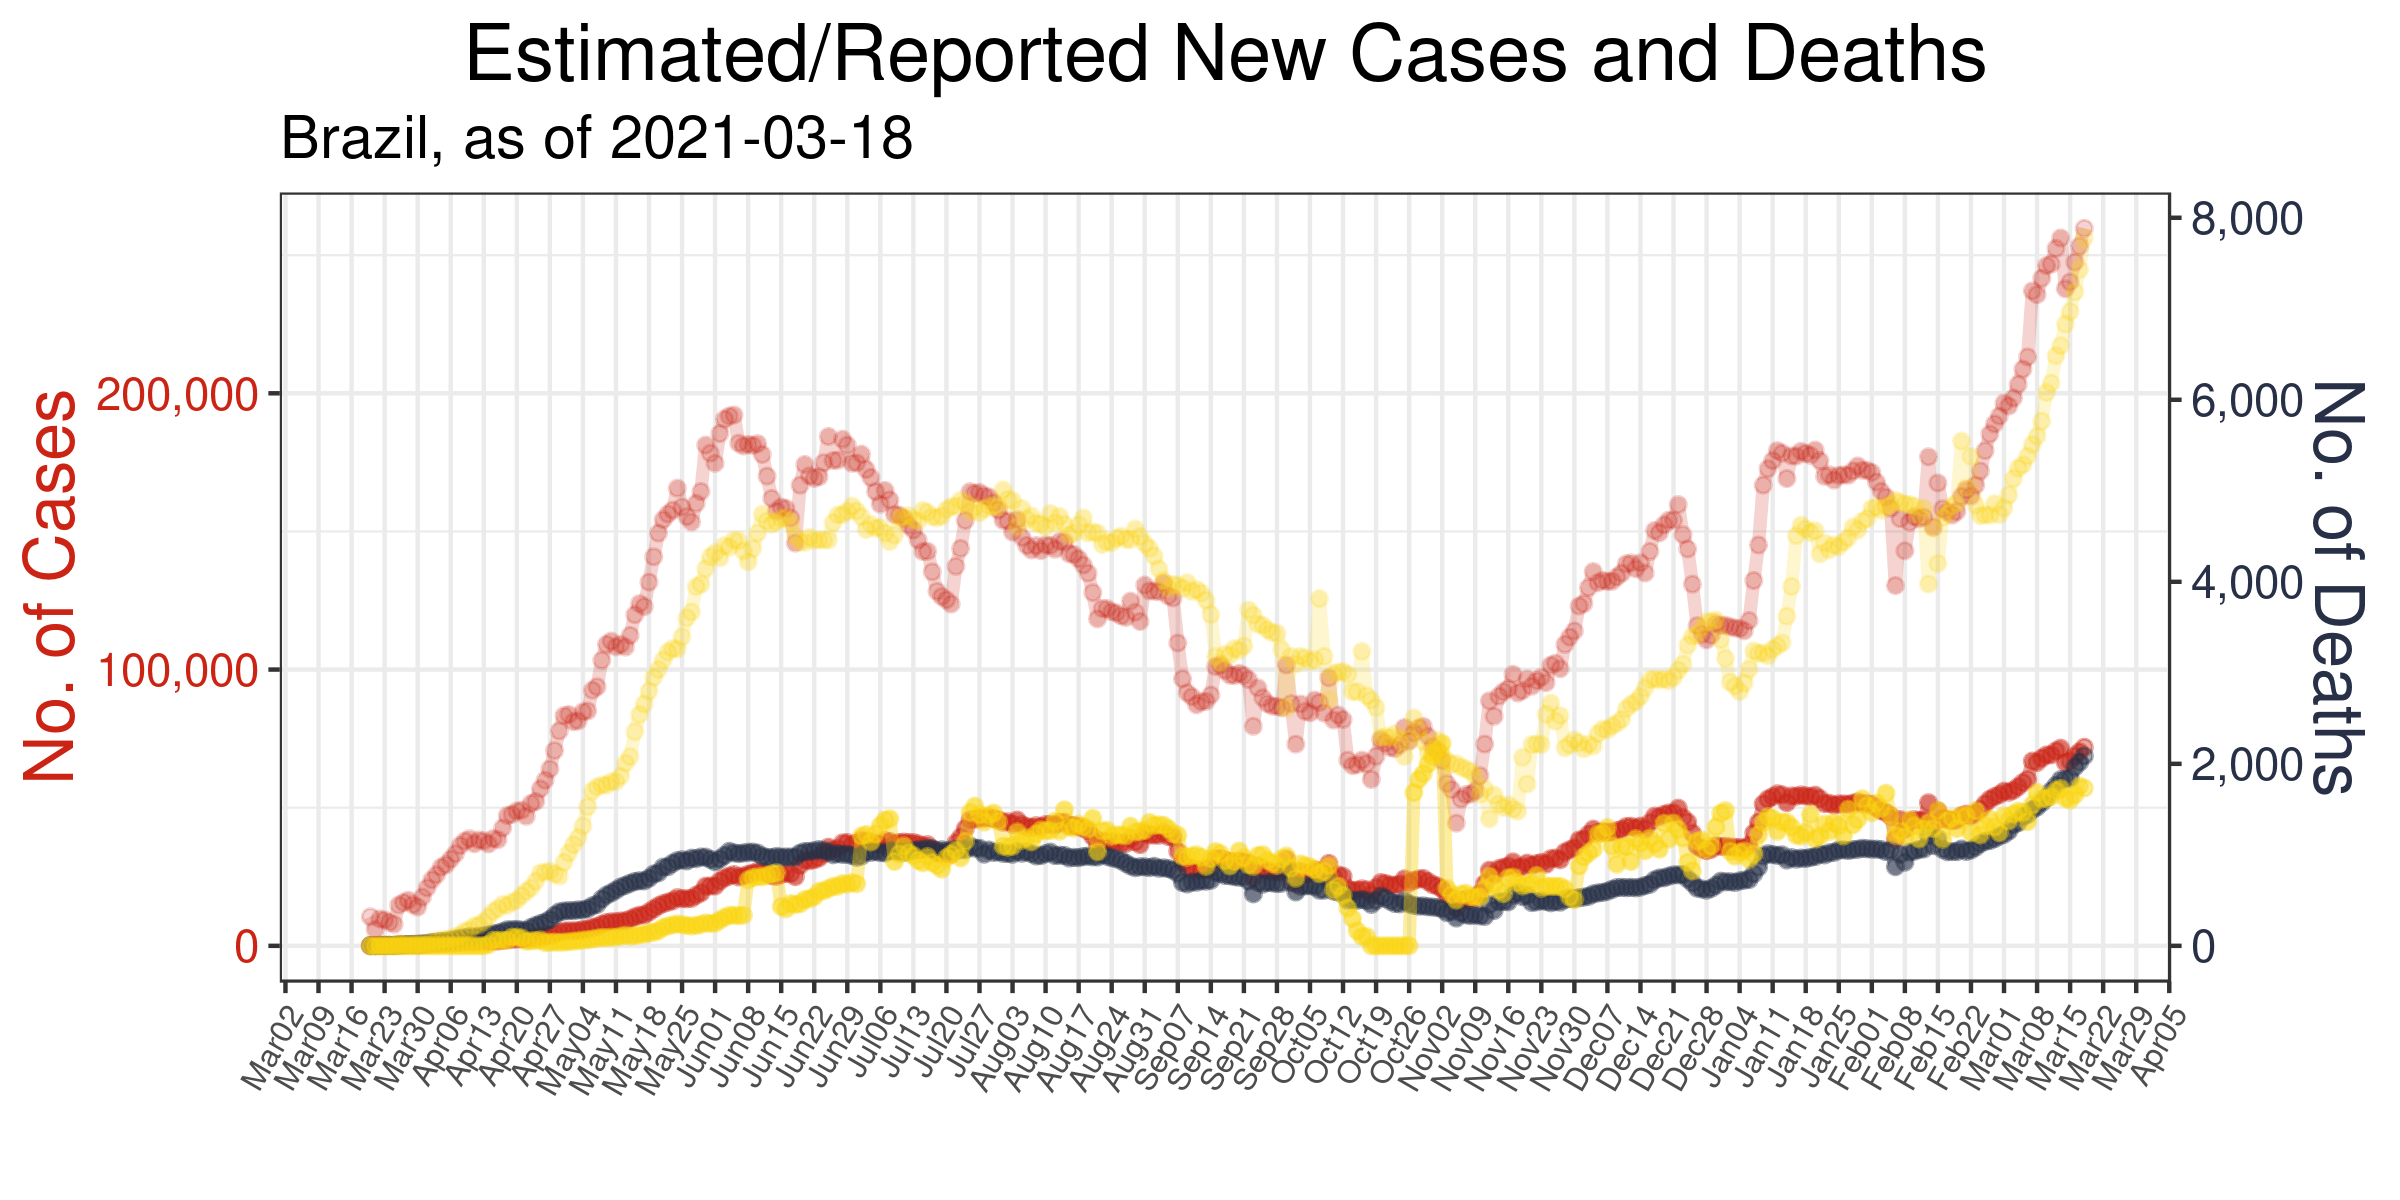 Estimated/Reported New Cases and Deaths
Brazil, as of 2021-03-18
No. of Cases
200,000
100,000
0
8,000
6,000
4,000
2,000
0
No. of Deaths
Mar02
Mar09
Mar16
Mar23
Mar30
Apr06
Apr13
Apr20
Apr27
May04
May11
May18
May25
Jun01
Jun08
Jun15
Jun22
Jun29
Jul06
Jul13
Jul20
Jul27
Aug03
Aug10
Aug17
Aug24
Aug31
Sep07
Sep14
Sep21
Sep28
Oct05
Oct12
Oct19
Oct26
Nov02
Nov09
Nov16
Nov23
Nov30
Dec07
Dec14
Dec21
Dec28
Jan04
Jan11
Jan18
Jan25
Feb01
Feb08
Feb15
Feb22
Mar01
Mar08
Mar15
Mar22
Mar29
Apr05